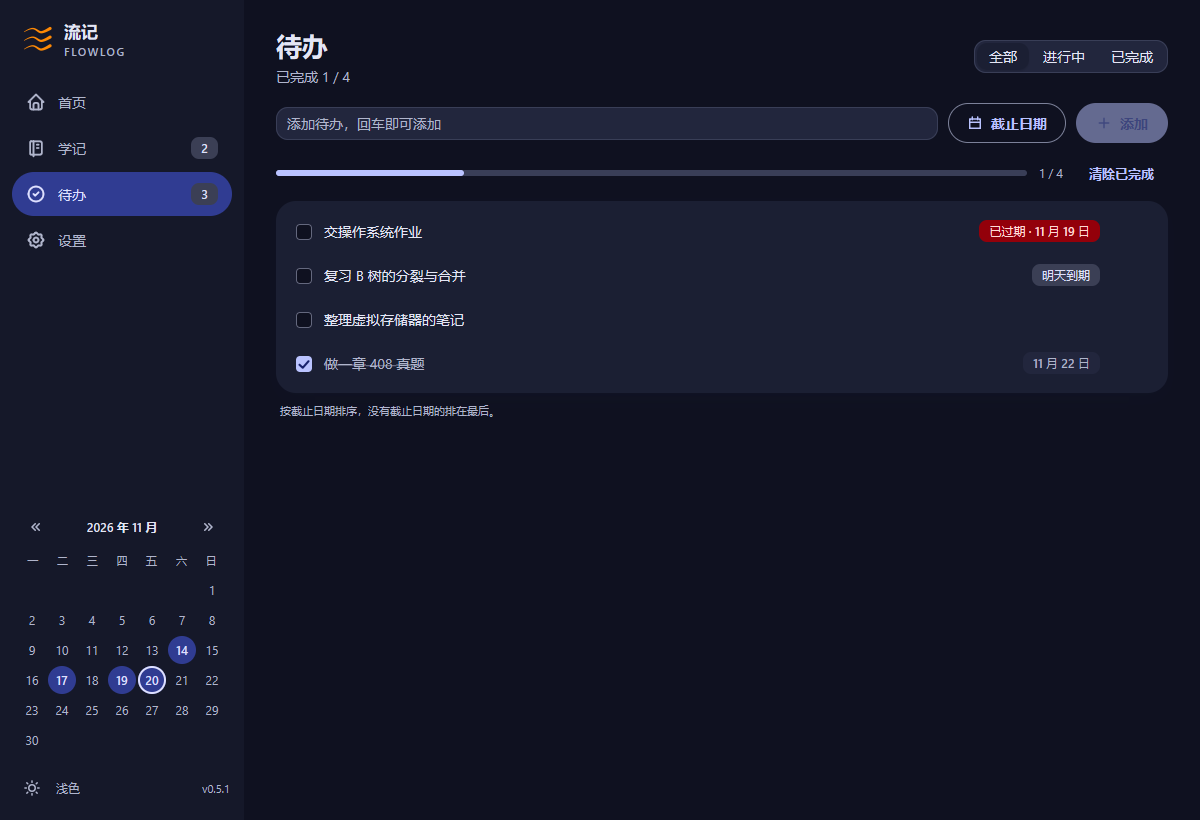 流记
FLOWLOG
首页
学记 2
待办 3
设置
« 2026 年 11 月 »
一 二 三 四 五 六 日
1
2 3 4 5 6 7 8
9 10 11 12 13 14 15
16 17 18 19 20 21 22
23 24 25 26 27 28 29
30
浅色 v0.5.1
待办
已完成 1 / 4
全部 进行中 已完成
添加待办，回车即可添加
截止日期
+ 添加
1 / 4 清除已完成
交操作系统作业 已过期 · 11 月 19 日
复习 B 树的分裂与合并 明天到期
整理虚拟存储器的笔记
做一章 408 真题 11 月 22 日
按截止日期排序，没有截止日期的排在最后。